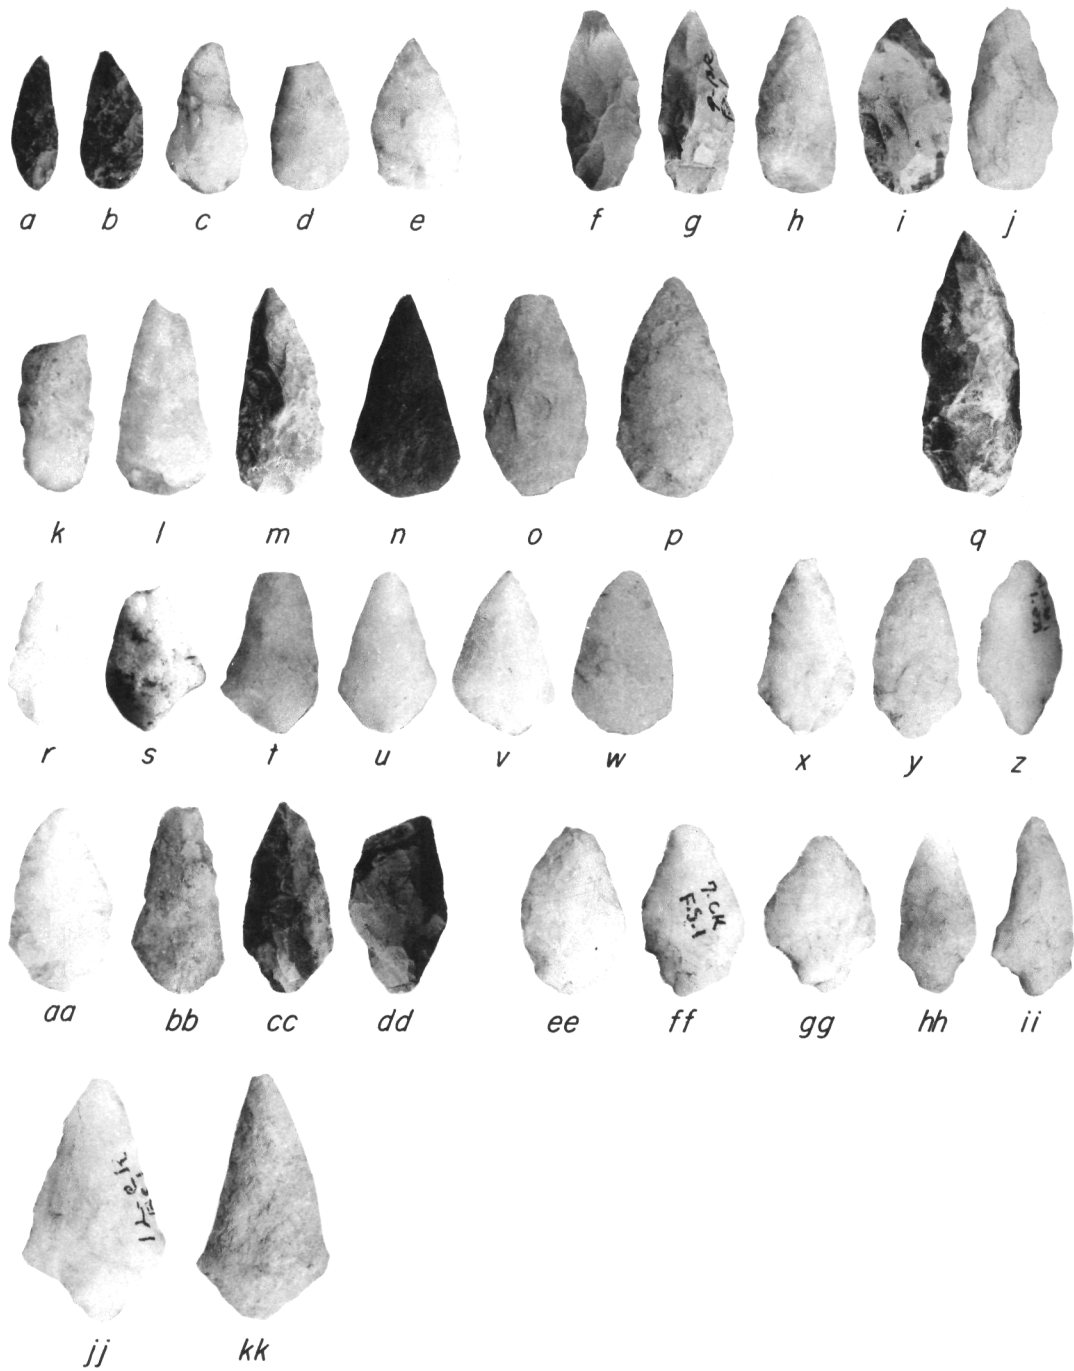 a b c d e f g h i j
k l m n o p q
r s t u v w x y z
aa bb cc dd ee ff gg hh ii
7-CK
F.S.1
jj kk